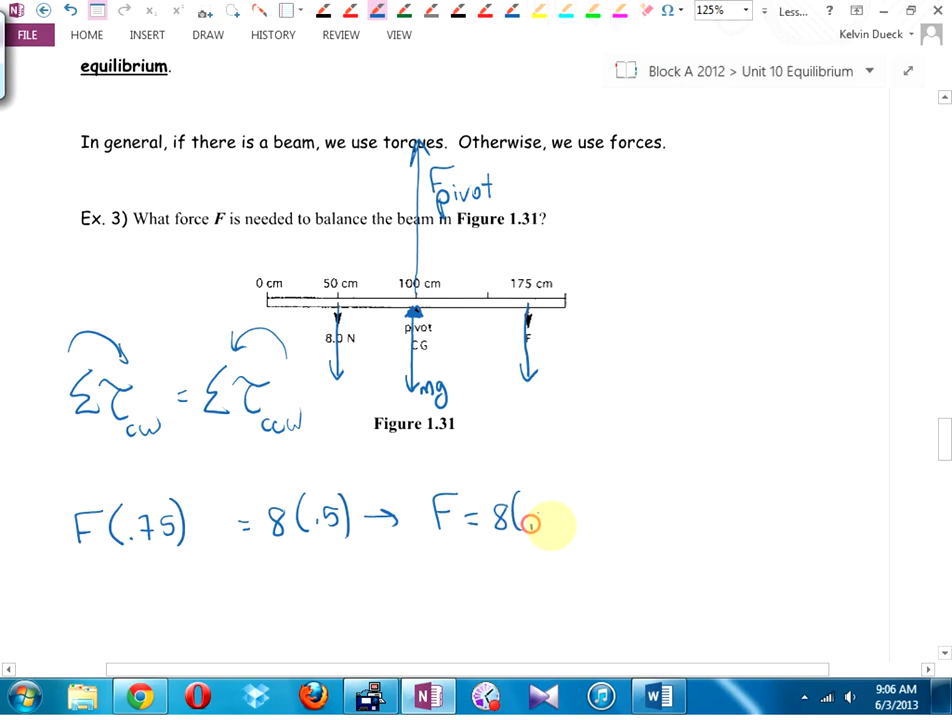 125% Less... ?
FILE HOME INSERT DRAW HISTORY REVIEW VIEW Kelvin Dueck
equilibrium.
Block A 2012 > Unit 10 Equilibrium
In general, if there is a beam, we use torques. Otherwise, we use forces.
Fpivot
Ex. 3) What force F is needed to balance the beam in Figure 1.31?
0 cm 50 cm 100 cm 175 cm
8.0 N pivot F
CG
mg
Στcw = Στccw
Figure 1.31
F(.75) = 8(.5) → F = 8(.
9:06 AM
6/3/2013